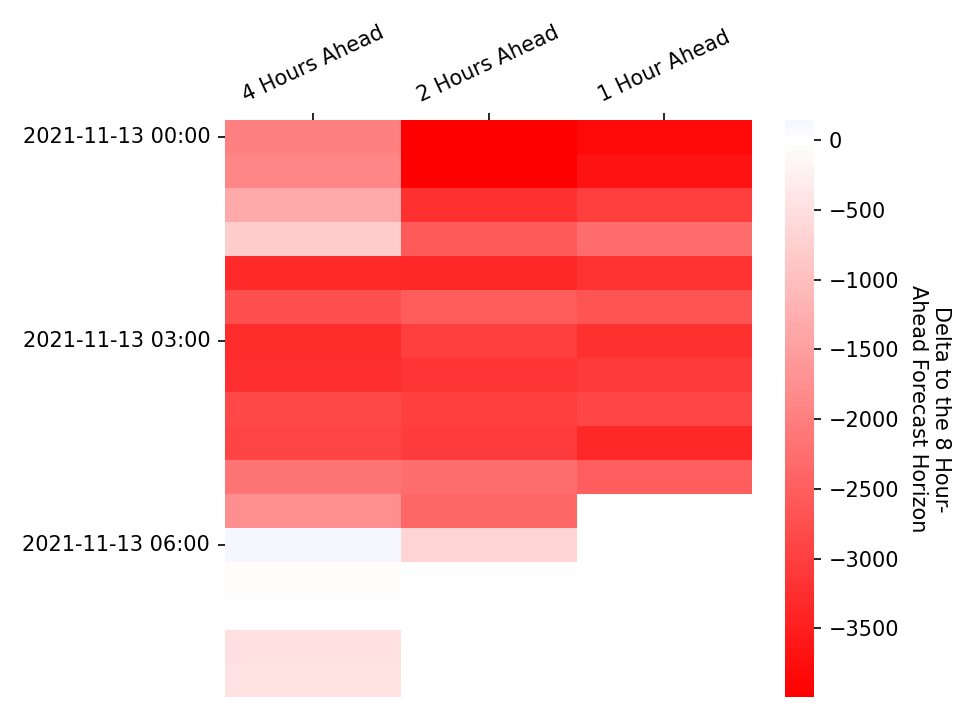 4 Hours Ahead
2 Hours Ahead
1 Hour Ahead
2021-11-13 00:00
2021-11-13 03:00
2021-11-13 06:00
0
−500
−1000
−1500
−2000
−2500
−3000
−3500
Delta to the 8 Hour-
Ahead Forecast Horizon